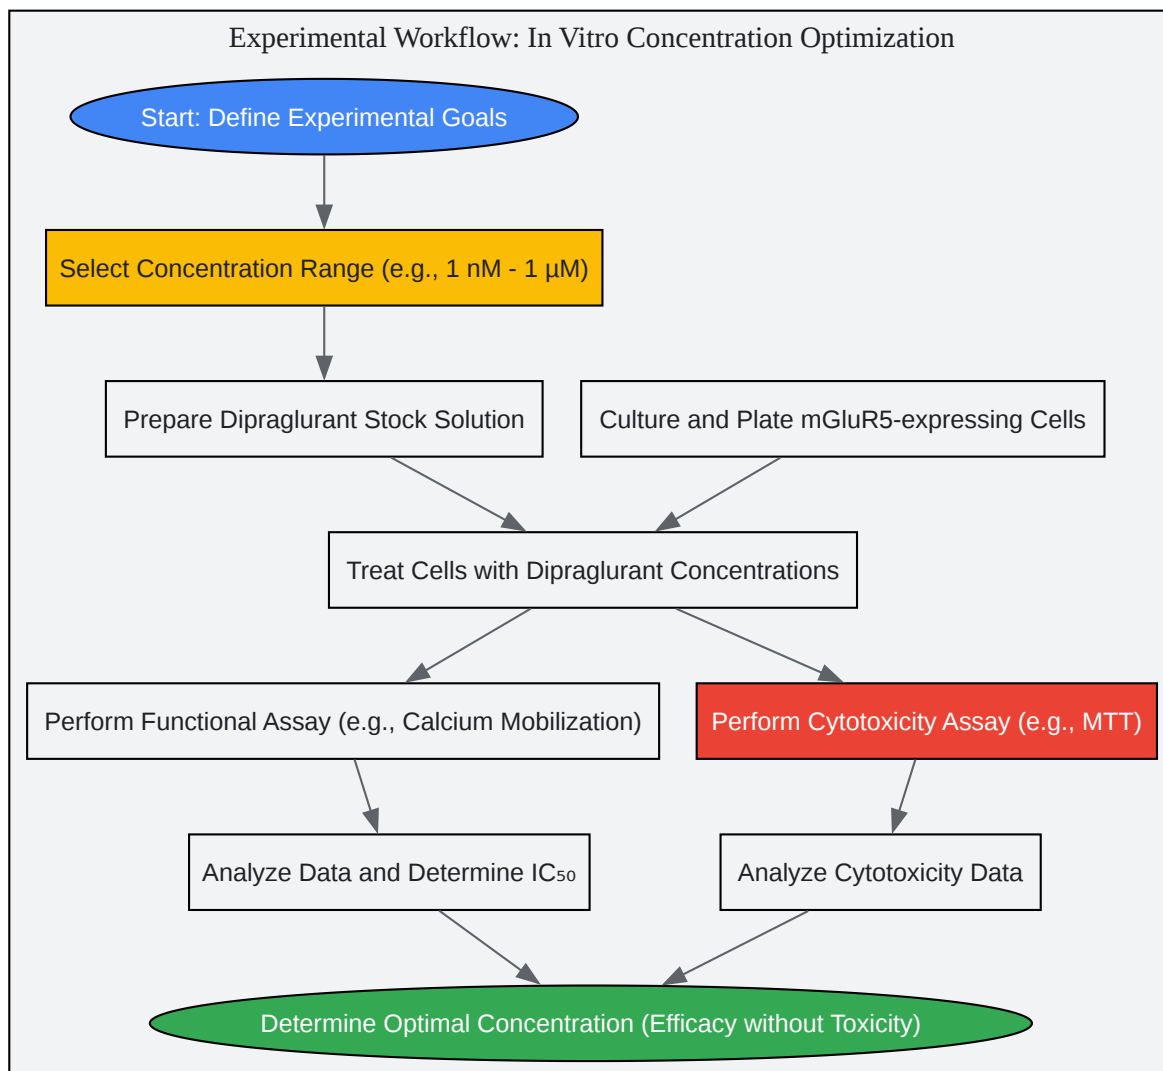 Experimental Workflow: In Vitro Concentration Optimization
Start: Define Experimental Goals
Select Concentration Range (e.g., 1 nM - 1 µM)
Prepare Dipraglurant Stock Solution
Culture and Plate mGluR5-expressing Cells
Treat Cells with Dipraglurant Concentrations
Perform Functional Assay (e.g., Calcium Mobilization)
Perform Cytotoxicity Assay (e.g., MTT)
Analyze Data and Determine IC₅₀
Analyze Cytotoxicity Data
Determine Optimal Concentration (Efficacy without Toxicity)